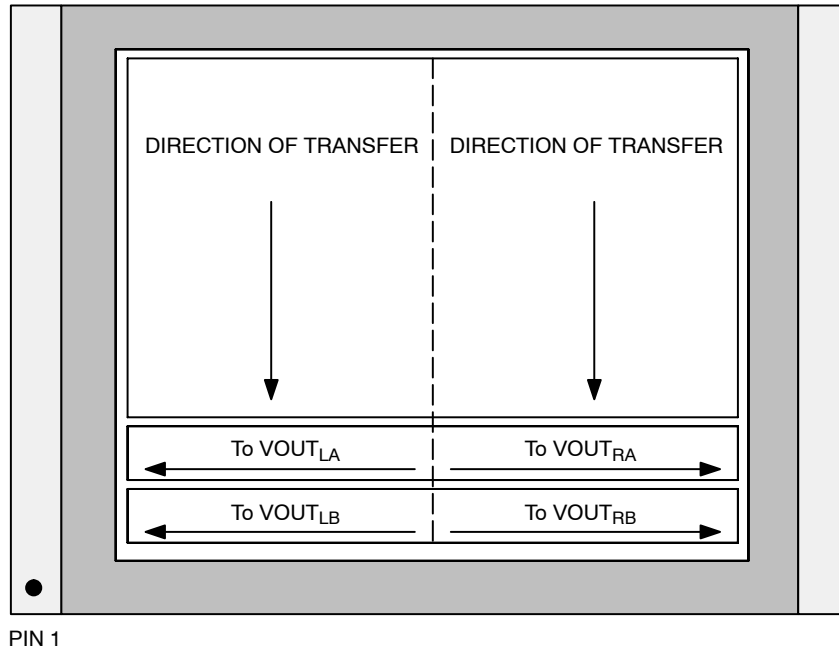 DIRECTION OF TRANSFER
DIRECTION OF TRANSFER
To VOUTLA
To VOUTRA
To VOUTLB
To VOUTRB
PIN 1